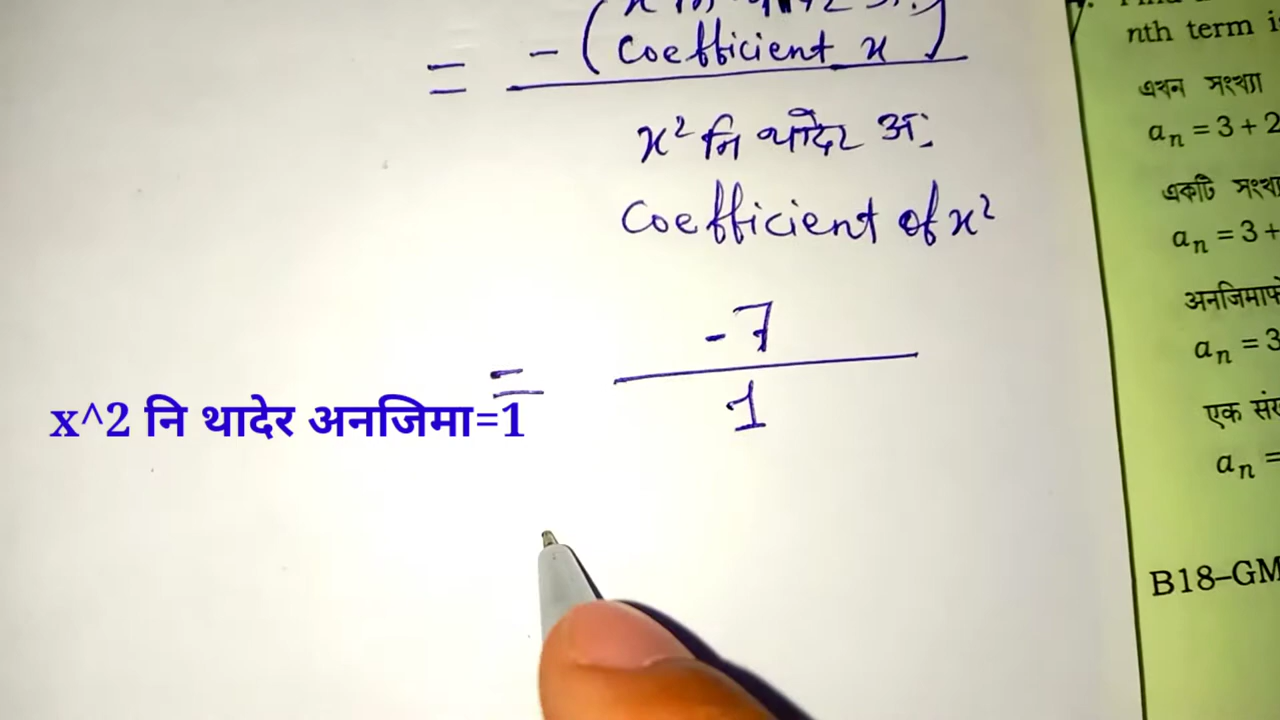 - (Coefficient x)
=
x² नि थादेर अ:
Coefficient of x²
-7
=
1
x^2 नि थादेर अनजिमा=1
nth term i
এখন সংখ্যা
aₙ = 3 + 2
একটি সংখ্যা
aₙ = 3 +
अनजिमाफ
aₙ = 3
एक संख
aₙ =
B18–GM